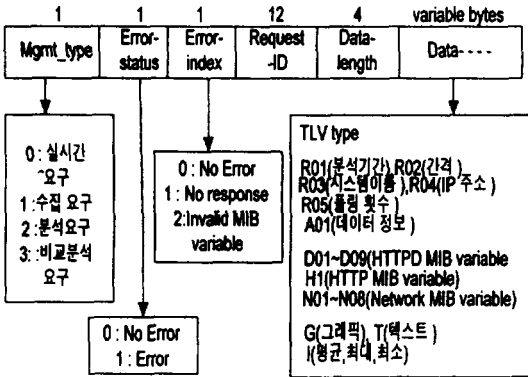 1 1 1 12 4 variable bytes
Mgmt_type Error-status Error-index Request-ID Data-length Data----
0 : 실시간
요구
1 : 수집 요구
2 : 분석요구
3: :비교분석
요구
0 : No Error
1 : No response
2:Invalid MIB
variable
0 : No Error
1 : Error
TLV type
R01(분석기간),R02(간격 )
R03(시스템이름 ),R04(IP 주소 )
R05(폴링 횟수 )
A01(데이터 정보 )
D01~D09(HTTPD MIB variable
H1(HTTP MIB variable)
N01~N08(Network MIB variable)
G(그래픽), T(텍스트 )
I(평균,최대,최소)